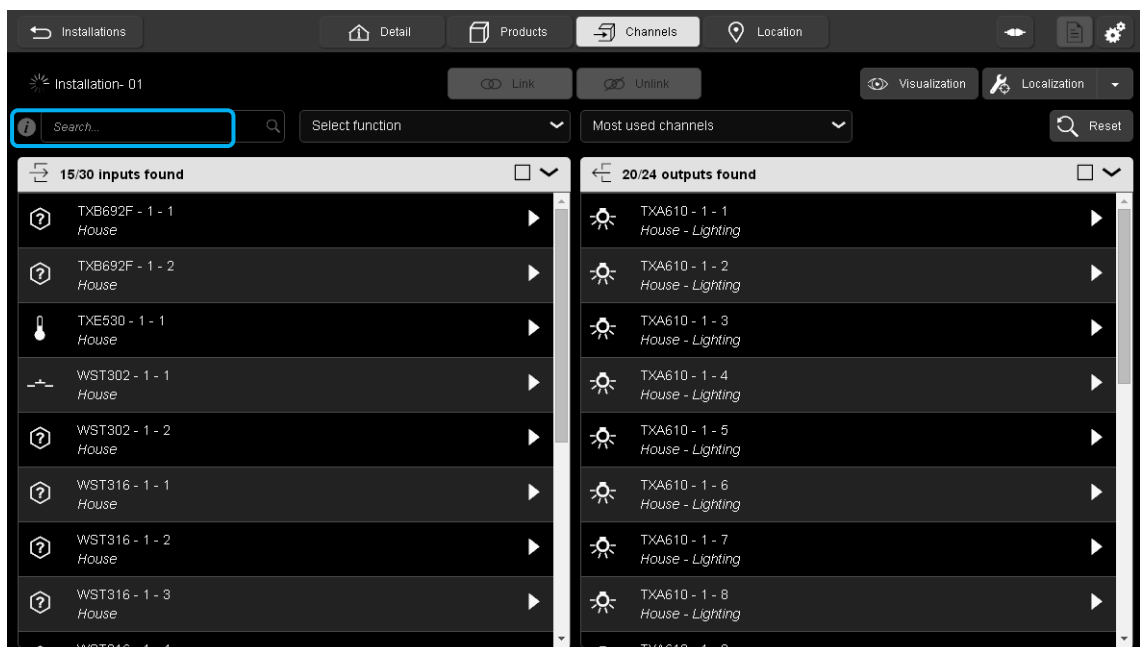 Installations
Detail
Products
Channels
Location
Installation- 01
Link
Unlink
Visualization
Localization
Search...
Select function
Most used channels
Reset
15/30 inputs found
TXB692F - 1 - 1
House
TXB692F - 1 - 2
House
TXE530 - 1 - 1
House
WST302 - 1 - 1
House
WST302 - 1 - 2
House
WST316 - 1 - 1
House
WST316 - 1 - 2
House
WST316 - 1 - 3
House
20/24 outputs found
TXA610 - 1 - 1
House - Lighting
TXA610 - 1 - 2
House - Lighting
TXA610 - 1 - 3
House - Lighting
TXA610 - 1 - 4
House - Lighting
TXA610 - 1 - 5
House - Lighting
TXA610 - 1 - 6
House - Lighting
TXA610 - 1 - 7
House - Lighting
TXA610 - 1 - 8
House - Lighting